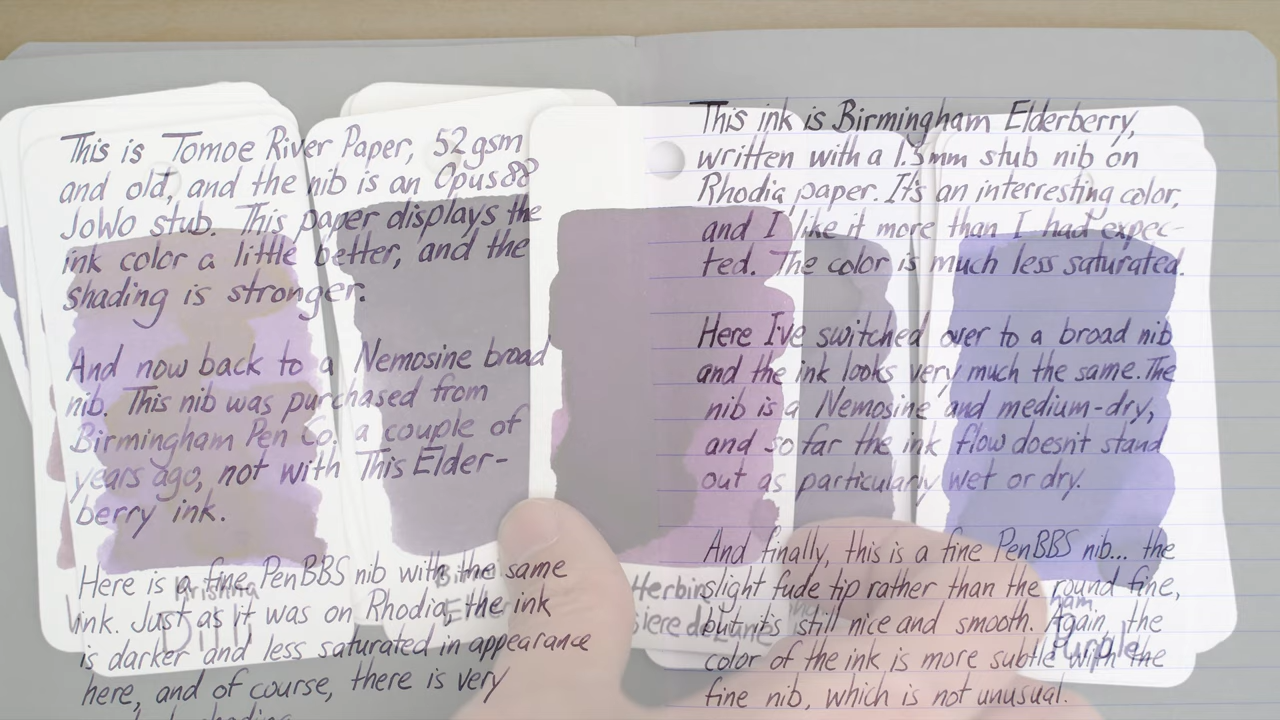 This is Tomoe River Paper, 52gsm
and old, and the nib is an Opus 88
JoWo stub. This paper displays the
ink color a little better, and the
shading is stronger.
And now back to a Nemosine broad
nib. This nib was purchased from
Birmingham Pen Co. a couple of
years ago, not with This Elder-
berry ink.
Here is a fine PenBBS nib with the same
ink. Just as it was on Rhodia, the ink
is darker and less saturated in appearance
here, and of course, there is very
This ink is Birmingham Elderberry,
written with a 1.5mm stub nib on
Rhodia paper. It's an interresting color,
and I like it more than I had expec-
ted. The color is much less saturated.
Here I've switched over to a broad nib
and the ink looks very much the same. The
nib is a Nemosine and medium-dry,
and so far the ink flow doesn't stand
out as particularly wet or dry.
And finally, this is a fine PenBBS nib... the
slight fude tip rather than the round fine,
but it's still nice and smooth. Again, the
color of the ink is more subtle with the
fine nib, which is not unusual.
Krishna
Herbin
Purple